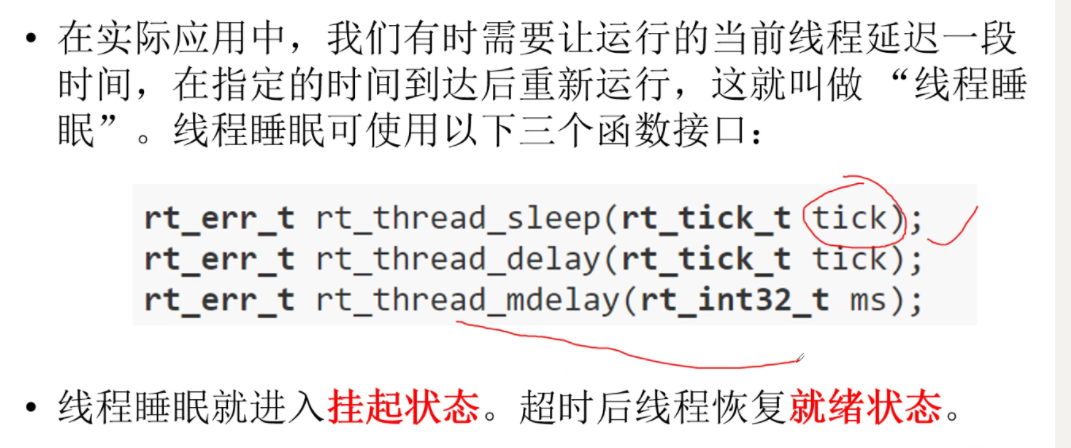 • 在实际应用中，我们有时需要让运行的当前线程延迟一段
时间，在指定的时间到达后重新运行，这就叫做 “线程睡
眠”。线程睡眠可使用以下三个函数接口：
rt_err_t rt_thread_sleep(rt_tick_t tick);
rt_err_t rt_thread_delay(rt_tick_t tick);
rt_err_t rt_thread_mdelay(rt_int32_t ms);
• 线程睡眠就进入挂起状态。超时后线程恢复就绪状态。